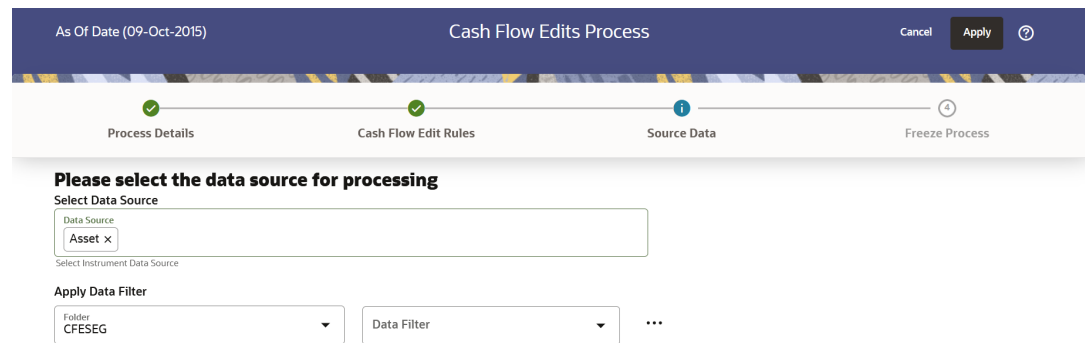 As Of Date (09-Oct-2015) Cash Flow Edits Process Cancel Apply ?
Process Details Cash Flow Edit Rules Source Data 4 Freeze Process
Please select the data source for processing
Select Data Source
Data Source
Asset ×
Select Instrument Data Source
Apply Data Filter
Folder
CFESEG
Data Filter
...